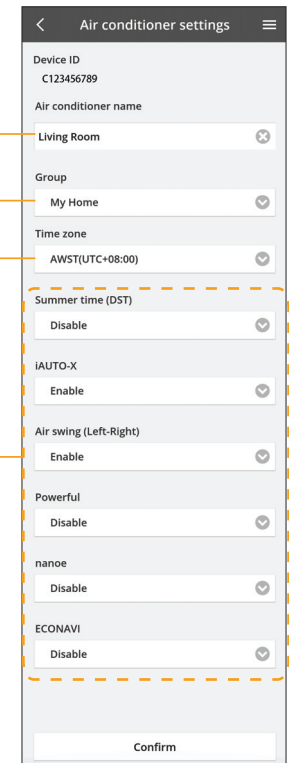 Air conditioner settings
Device ID
C123456789
Air conditioner name
Living Room
Group
My Home
Time zone
AWST(UTC+08:00)
Summer time (DST)
Disable
iAUTO-X
Enable
Air swing (Left-Right)
Enable
Powerful
Disable
nanoe
Disable
ECONAVI
Disable
Confirm